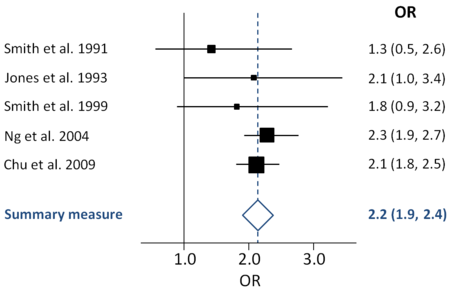 OR
Smith et al. 1991 1.3 (0.5, 2.6)
Jones et al. 1993 2.1 (1.0, 3.4)
Smith et al. 1999 1.8 (0.9, 3.2)
Ng et al. 2004 2.3 (1.9, 2.7)
Chu et al. 2009 2.1 (1.8, 2.5)
Summary measure 2.2 (1.9, 2.4)
1.0 2.0 3.0
OR